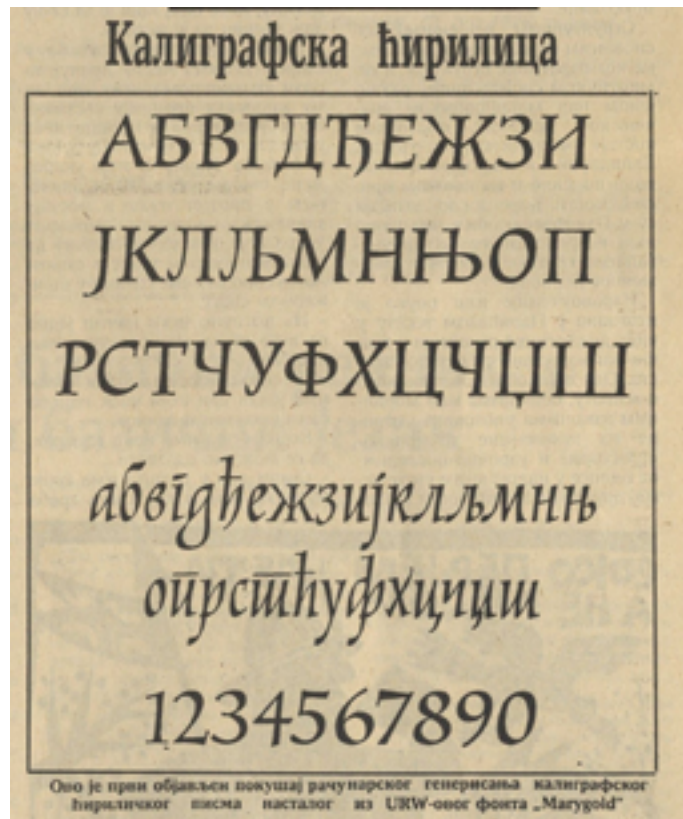 Калиграфска ћирилица
АБВГДЂЕЖЗИ
ЈКЛЉМНЊОП
РСТЧУФХЦЧЏШ
абвгдђежзијклљмнњ
опрстћуфхцчџш
1234567890
Ово је први објављен покушај рачунарског генерисања калиграфског
ћириличког писма насталог из URW-овог фонта „Marygold”